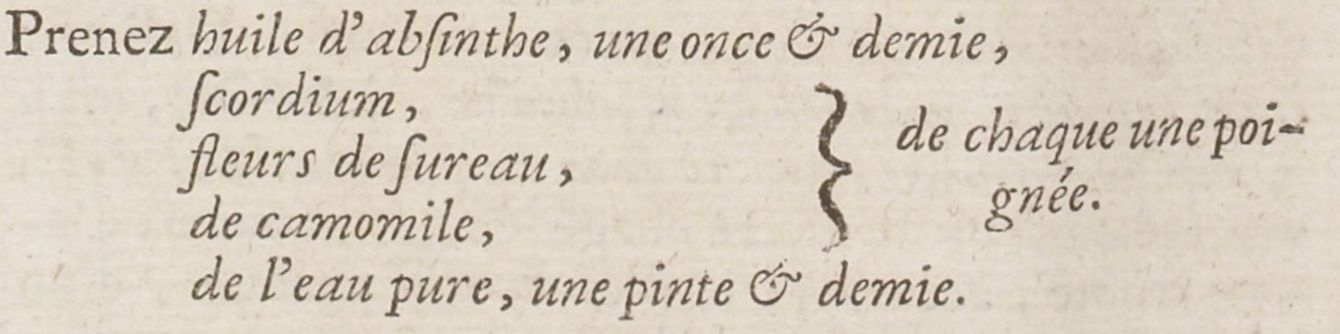 Prenez huile d'abſinthe, une once & demie,
ſcordium,
fleurs de ſureau,
de camomile,
} de chaque une poi-
gnée.
de l'eau pure, une pinte & demie.